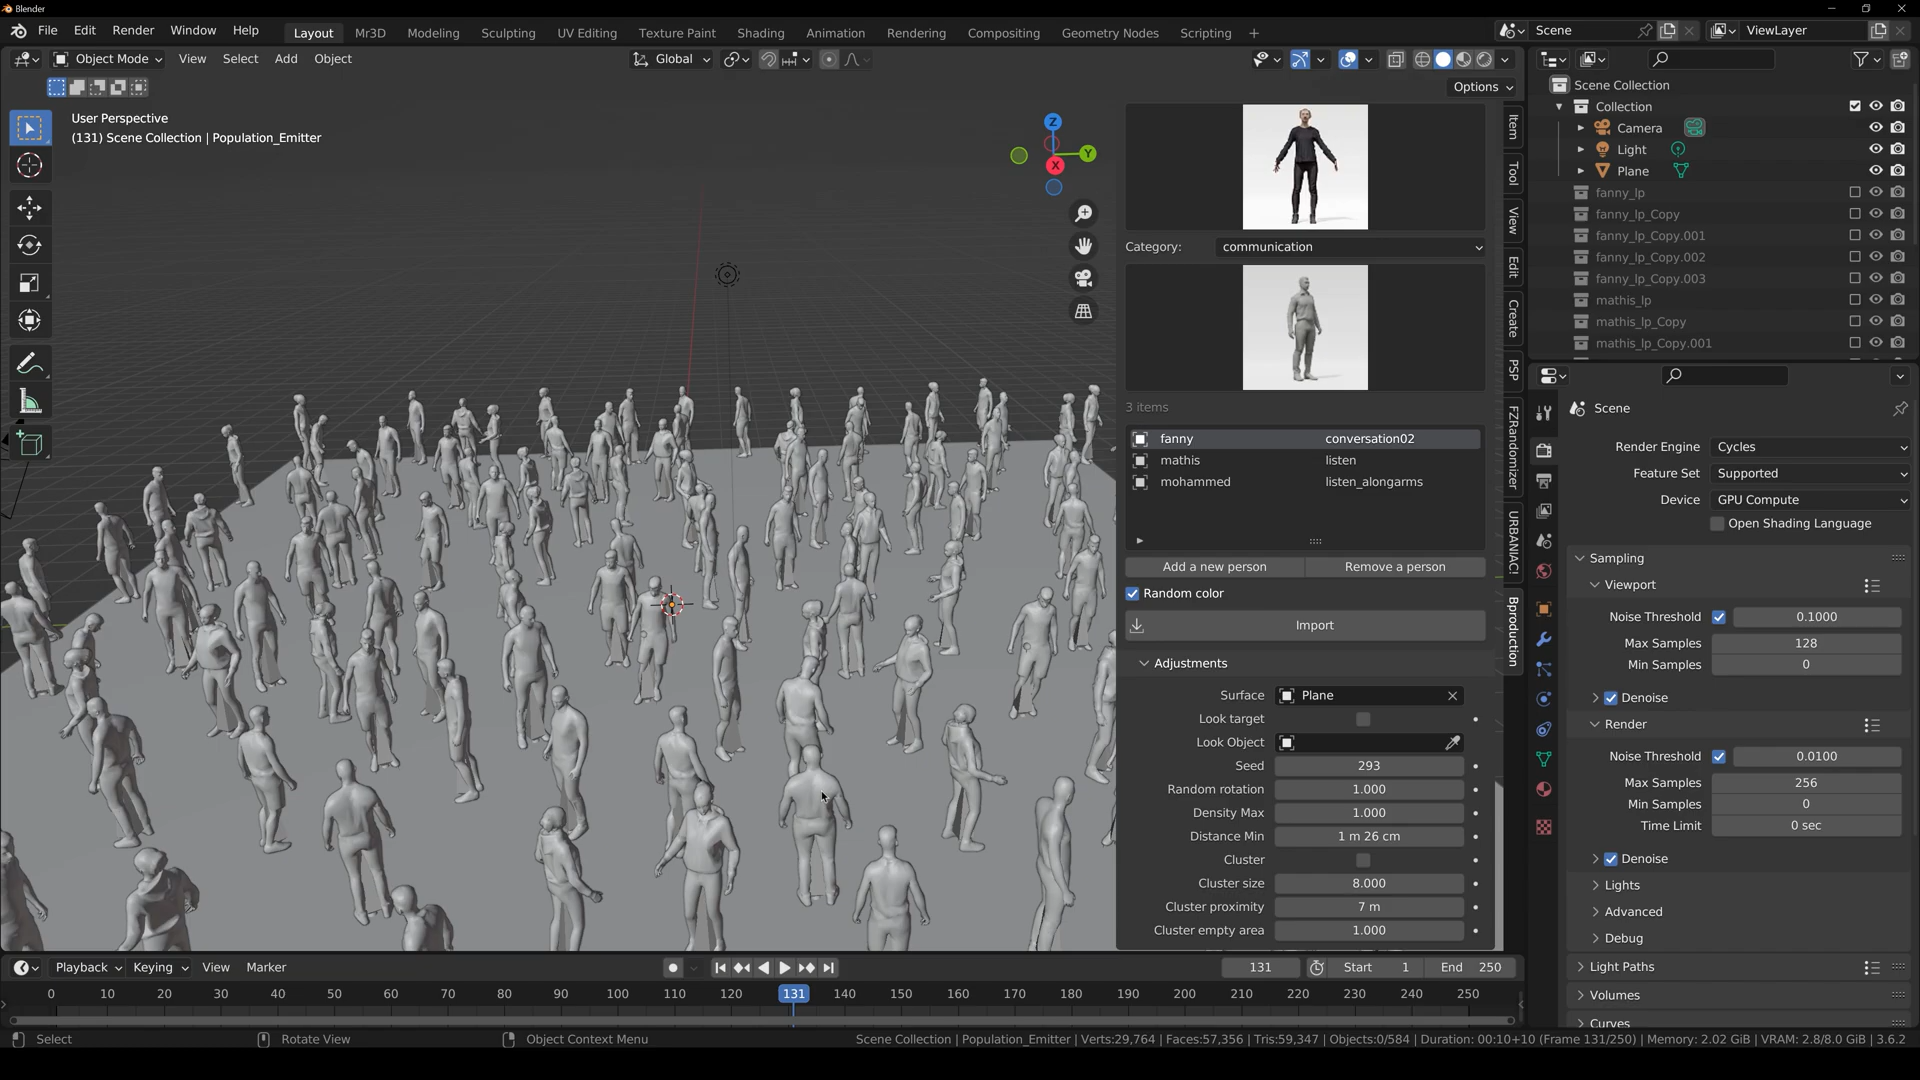 Blender
File Edit Render Window Help
Layout Mr3D Modeling Sculpting UV Editing Texture Paint Shading Animation Rendering Compositing Geometry Nodes Scripting +
Scene
ViewLayer
Object Mode View Select Add Object
Global
Options
User Perspective
(131) Scene Collection | Population_Emitter
Z
Y
X
Category: communication
3 items
fanny conversation02
mathis listen
mohammed listen_alongarms
Add a new person Remove a person
Random color
Import
Adjustments
Surface Plane
Look target
Look Object
Seed 293
Random rotation 1.000
Density Max 1.000
Distance Min 1 m 26 cm
Cluster
Cluster size 8.000
Cluster proximity 7 m
Cluster empty area 1.000
Item
Tool
View
Edit
Create
PSP
FZRandomizer
URBANIAC!
Bproduction
Scene Collection
Collection
Camera
Light
Plane
fanny_lp
fanny_lp_Copy
fanny_lp_Copy.001
fanny_lp_Copy.002
fanny_lp_Copy.003
mathis_lp
mathis_lp_Copy
mathis_lp_Copy.001
Scene
Render Engine Cycles
Feature Set Supported
Device GPU Compute
Open Shading Language
Sampling
Viewport
Noise Threshold 0.1000
Max Samples 128
Min Samples 0
Denoise
Render
Noise Threshold 0.0100
Max Samples 256
Min Samples 0
Time Limit 0 sec
Denoise
Lights
Advanced
Debug
Light Paths
Volumes
Curves
Playback Keying View Marker
131 Start 1 End 250
0 10 20 30 40 50 60 70 80 90 100 110 120 131 140 150 160 170 180 190 200 210 220 230 240 250
Select Rotate View Object Context Menu
Scene Collection | Population_Emitter | Verts:29,764 | Faces:57,356 | Tris:59,347 | Objects:0/584 | Duration: 00:10+10 (Frame 131/250) | Memory: 2.02 GiB | VRAM: 2.8/8.0 GiB | 3.6.2